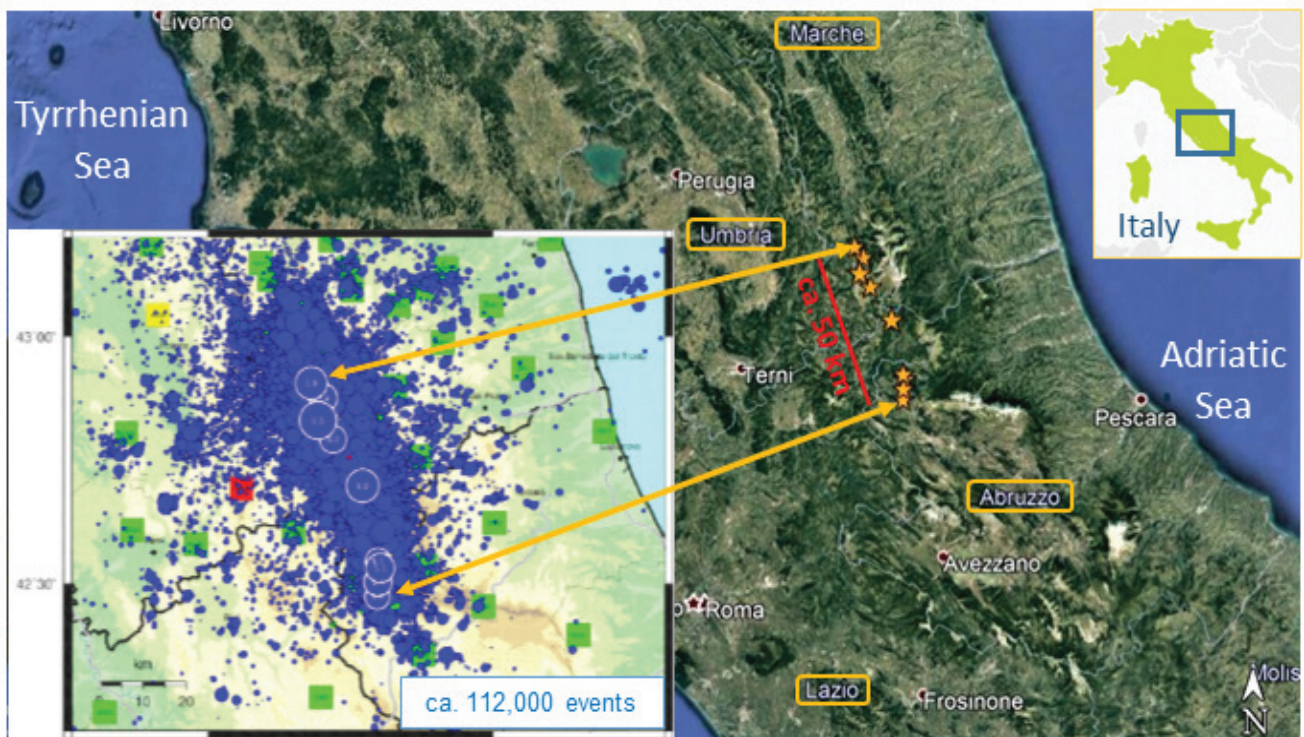 Livorno
Marche
Tyrrhenian
Sea
Perugia
Umbria
Italy
ca. 50 km
43°00'
Terni
Adriatic
Sea
Pescara
Abruzzo
Avezzano
42°30'
Roma
km
0 10 20
ca. 112,000 events
Lazio
Frosinone
Molis
N